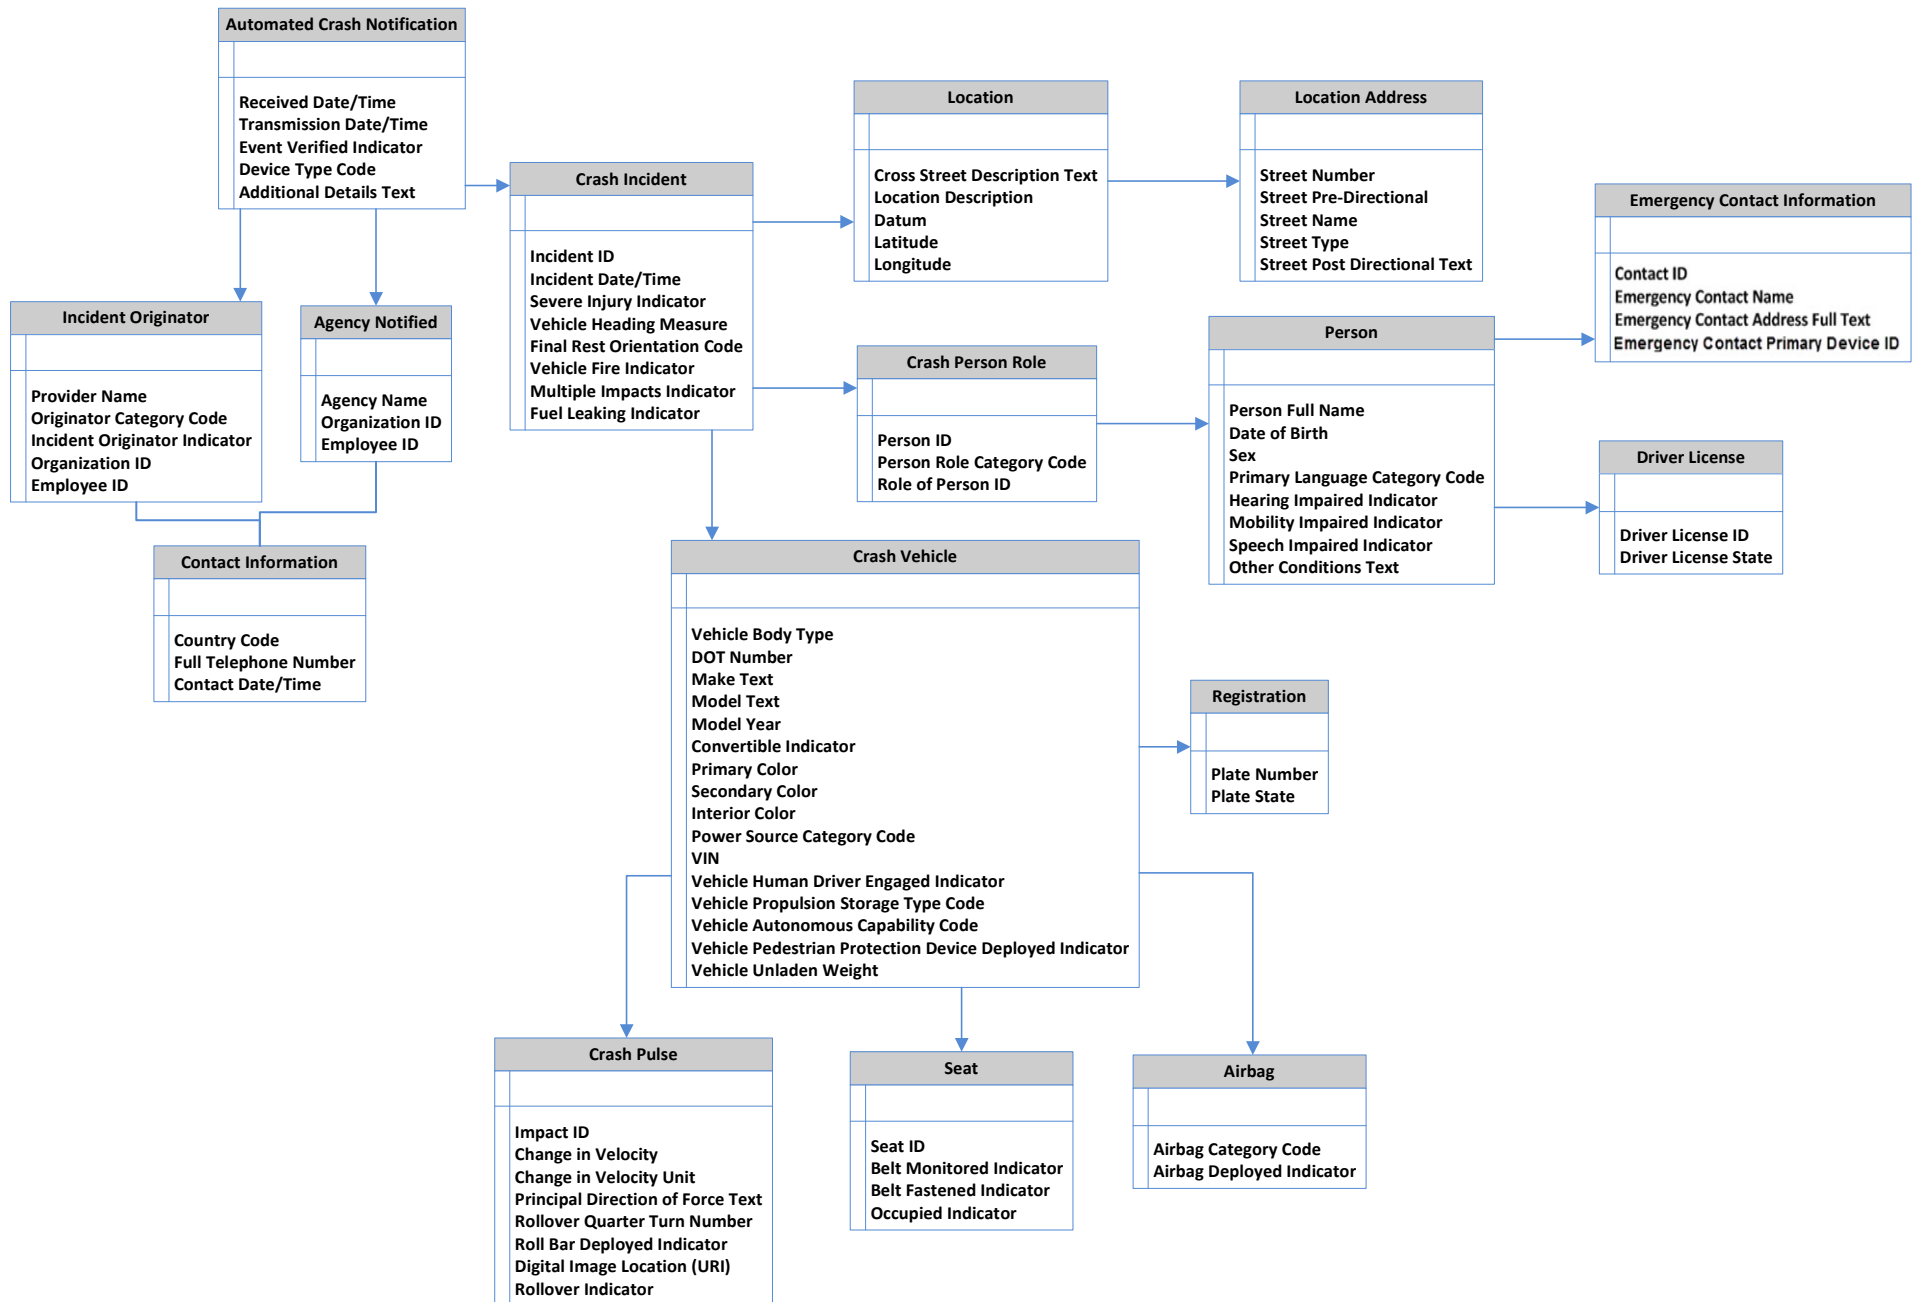 Automated Crash Notification
Received Date/Time
Transmission Date/Time
Event Verified Indicator
Device Type Code
Additional Details Text
Crash Incident
Incident ID
Incident Date/Time
Severe Injury Indicator
Vehicle Heading Measure
Final Rest Orientation Code
Vehicle Fire Indicator
Multiple Impacts Indicator
Fuel Leaking Indicator
Location
Cross Street Description Text
Location Description
Datum
Latitude
Longitude
Location Address
Street Number
Street Pre-Directional
Street Name
Street Type
Street Post Directional Text
Emergency Contact Information
Contact ID
Emergency Contact Name
Emergency Contact Address Full Text
Emergency Contact Primary Device ID
Incident Originator
Provider Name
Originator Category Code
Incident Originator Indicator
Organization ID
Employee ID
Agency Notified
Agency Name
Organization ID
Employee ID
Crash Person Role
Person ID
Person Role Category Code
Role of Person ID
Person
Person Full Name
Date of Birth
Sex
Primary Language Category Code
Hearing Impaired Indicator
Mobility Impaired Indicator
Speech Impaired Indicator
Other Conditions Text
Driver License
Driver License ID
Driver License State
Contact Information
Country Code
Full Telephone Number
Contact Date/Time
Crash Vehicle
Vehicle Body Type
DOT Number
Make Text
Model Text
Model Year
Convertible Indicator
Primary Color
Secondary Color
Interior Color
Power Source Category Code
VIN
Vehicle Human Driver Engaged Indicator
Vehicle Propulsion Storage Type Code
Vehicle Autonomous Capability Code
Vehicle Pedestrian Protection Device Deployed Indicator
Vehicle Unladen Weight
Registration
Plate Number
Plate State
Crash Pulse
Impact ID
Change in Velocity
Change in Velocity Unit
Principal Direction of Force Text
Rollover Quarter Turn Number
Roll Bar Deployed Indicator
Digital Image Location (URI)
Rollover Indicator
Seat
Seat ID
Belt Monitored Indicator
Belt Fastened Indicator
Occupied Indicator
Airbag
Airbag Category Code
Airbag Deployed Indicator